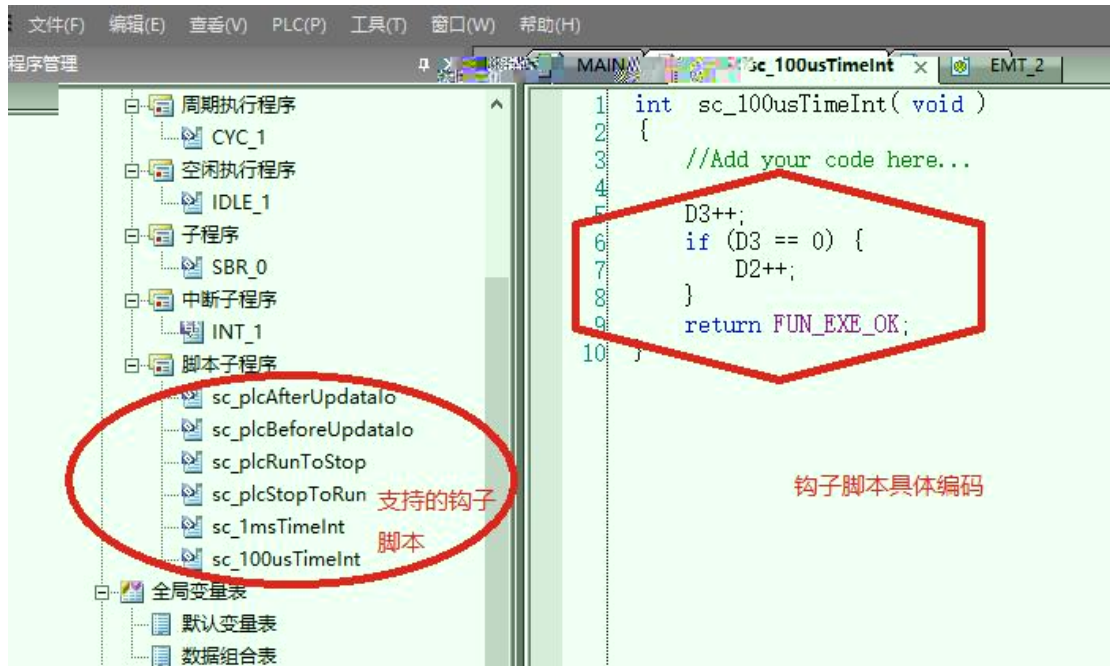 文件(F) 编辑(E) 查看(V) PLC(P) 工具(T) 窗口(W) 帮助(H)
程序管理
MAIN sc_100usTimeInt × EMT_2
周期执行程序
CYC_1
空闲执行程序
IDLE_1
子程序
SBR_0
中断子程序
INT_1
脚本子程序
sc_plcAfterUpdataIo
sc_plcBeforeUpdataIo
sc_plcRunToStop
sc_plcStopToRun
sc_1msTimeInt
sc_100usTimeInt
支持的钩子
脚本
全局变量表
默认变量表
数据组合表
1 int sc_100usTimeInt( void )
2 {
3 //Add your code here...
4
5 D3++;
6 if (D3 == 0) {
7 D2++;
8 }
9 return FUN_EXE_OK;
10 }
钩子脚本具体编码